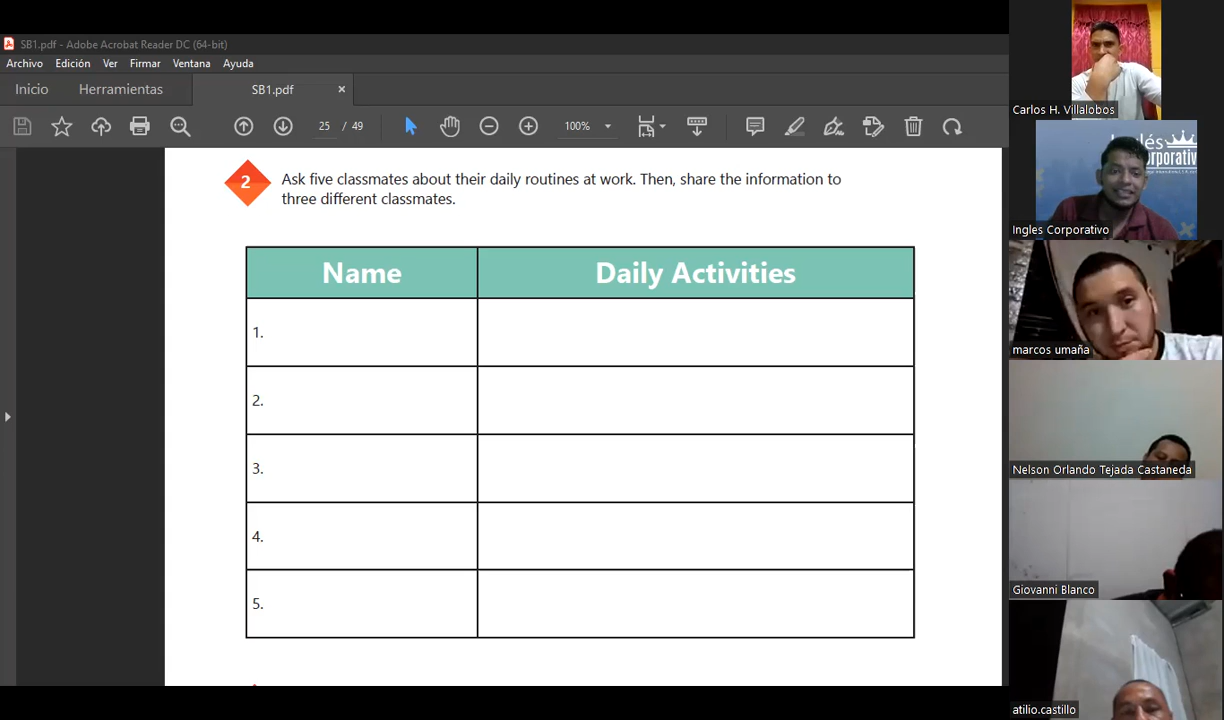 SB1.pdf - Adobe Acrobat Reader DC (64-bit)
Archivo Edición Ver Firmar Ventana Ayuda
Inicio Herramientas SB1.pdf ×
25 / 49 100%
2 Ask five classmates about their daily routines at work. Then, share the information to
three different classmates.
Name Daily Activities
1.
2.
3.
4.
5.
Carlos H. Villalobos
Ingles Corporativo
marcos umaña
Nelson Orlando Tejada Castaneda
Giovanni Blanco
atilio.castillo